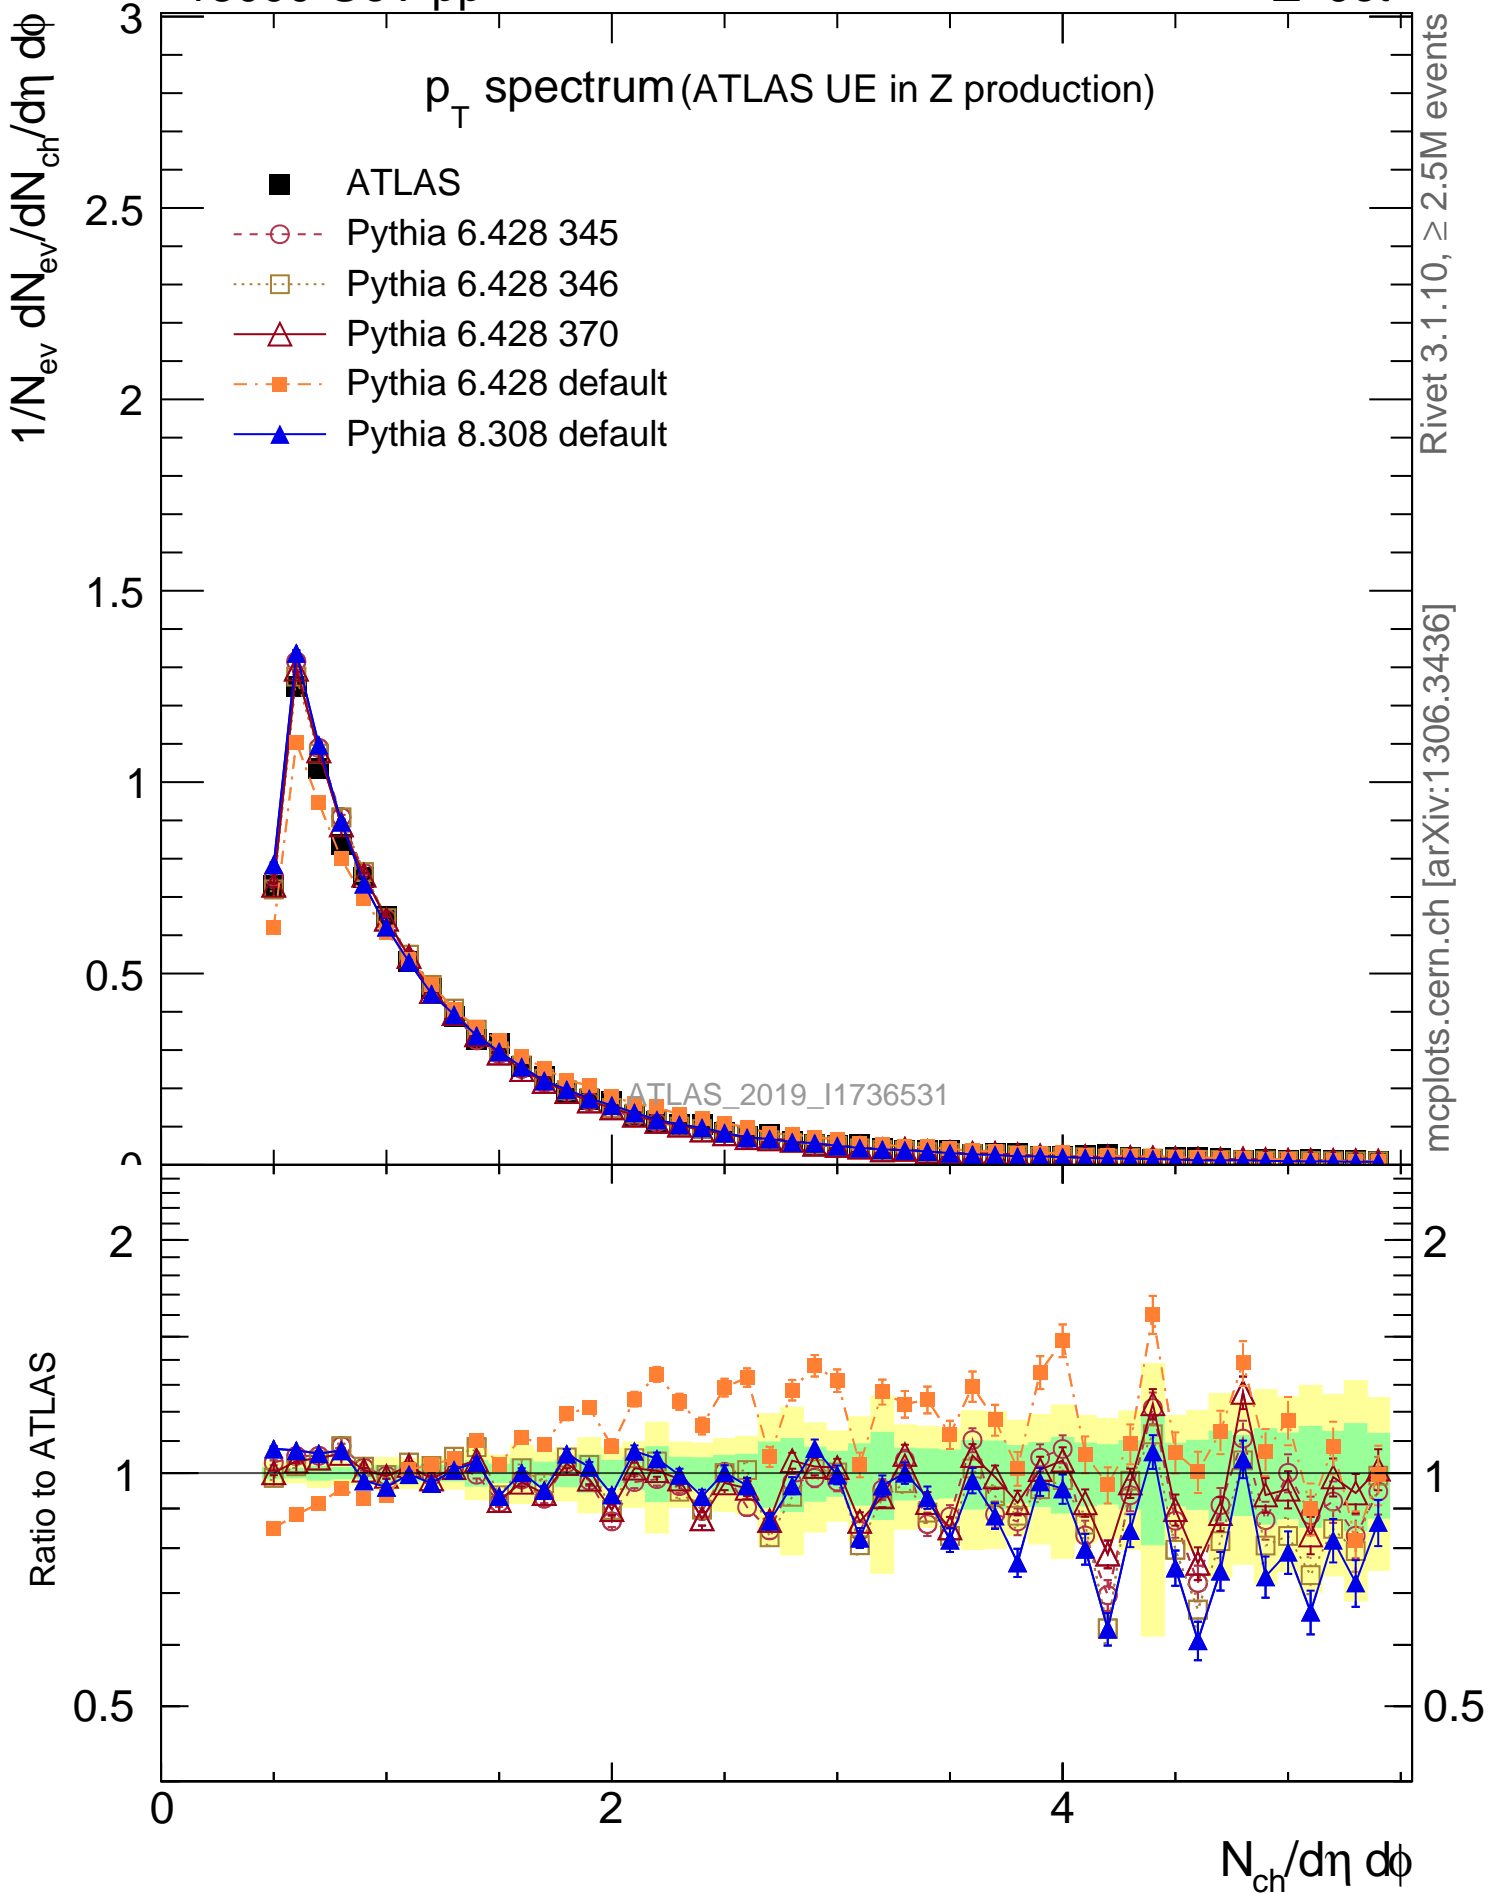 p_T spectrum (ATLAS UE in Z production)
ATLAS
Pythia 6.428 345
Pythia 6.428 346
Pythia 6.428 370
Pythia 6.428 default
Pythia 8.308 default
1/N_ev dN_ev/dN_ch/dη dϕ
3
2.5
2
1.5
1
0.5
ATLAS_2019_I1736531
Rivet 3.1.10, ≥ 2.5M events
mcplots.cern.ch [arXiv:1306.3436]
Ratio to ATLAS
2
1
0.5
2
1
0.5
0
2
4
N_ch/dη dϕ